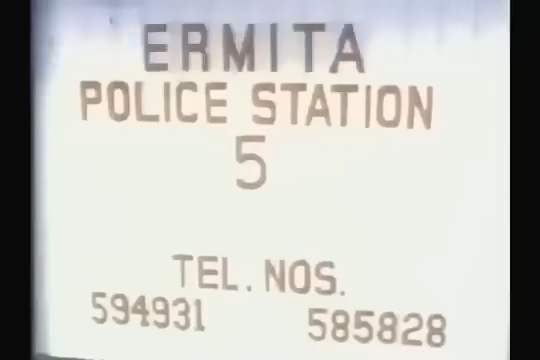 ERMITA
POLICE STATION
5
TEL. NOS.
594931 585828